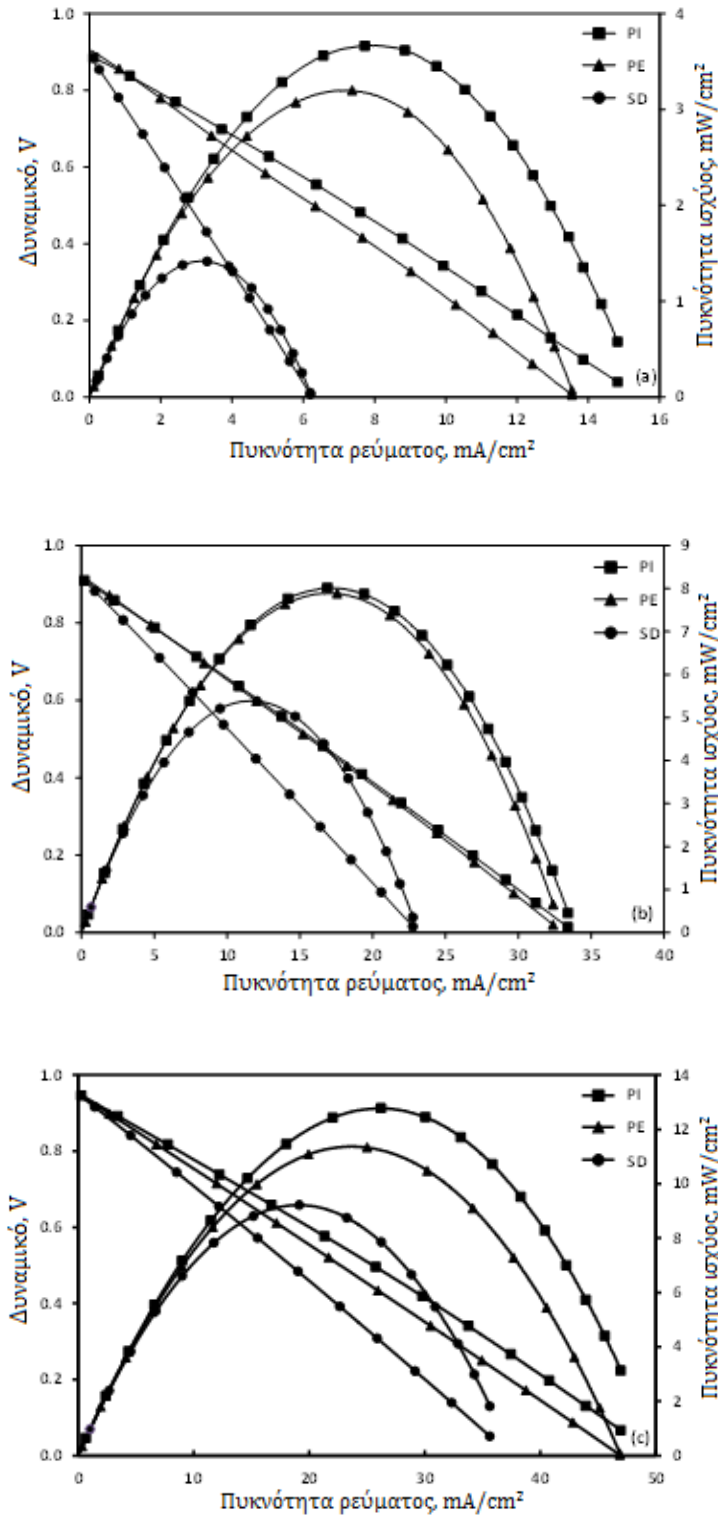 1.0
0.8
0.6
0.4
0.2
0.0
Δυναμικό, V
4
3
2
1
0
Πυκνότητα ισχύος, mW/cm²
PI
PE
SD
(a)
0 2 4 6 8 10 12 14 16
Πυκνότητα ρεύματος, mA/cm²
1.0
0.8
0.6
0.4
0.2
0.0
Δυναμικό, V
9
8
7
6
5
4
3
2
1
0
Πυκνότητα ισχύος, mW/cm²
PI
PE
SD
(b)
0 5 10 15 20 25 30 35 40
Πυκνότητα ρεύματος, mA/cm²
1.0
0.8
0.6
0.4
0.2
0.0
Δυναμικό, V
14
12
10
8
6
4
2
0
Πυκνότητα ισχύος, mW/cm²
PI
PE
SD
(c)
0 10 20 30 40 50
Πυκνότητα ρεύματος, mA/cm²